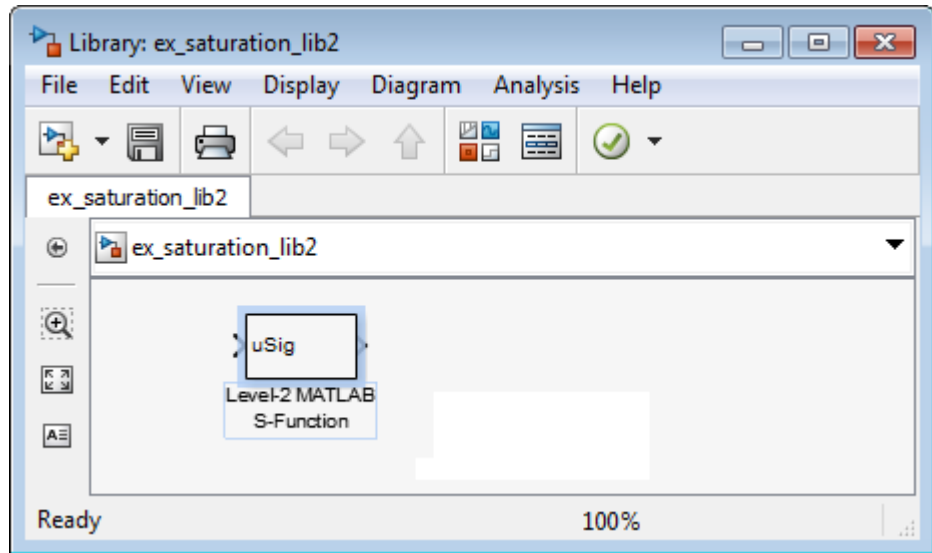 Library: ex_saturation_lib2
File Edit View Display Diagram Analysis Help
ex_saturation_lib2
ex_saturation_lib2
uSig
Level-2 MATLAB
S-Function
A
Ready 100%